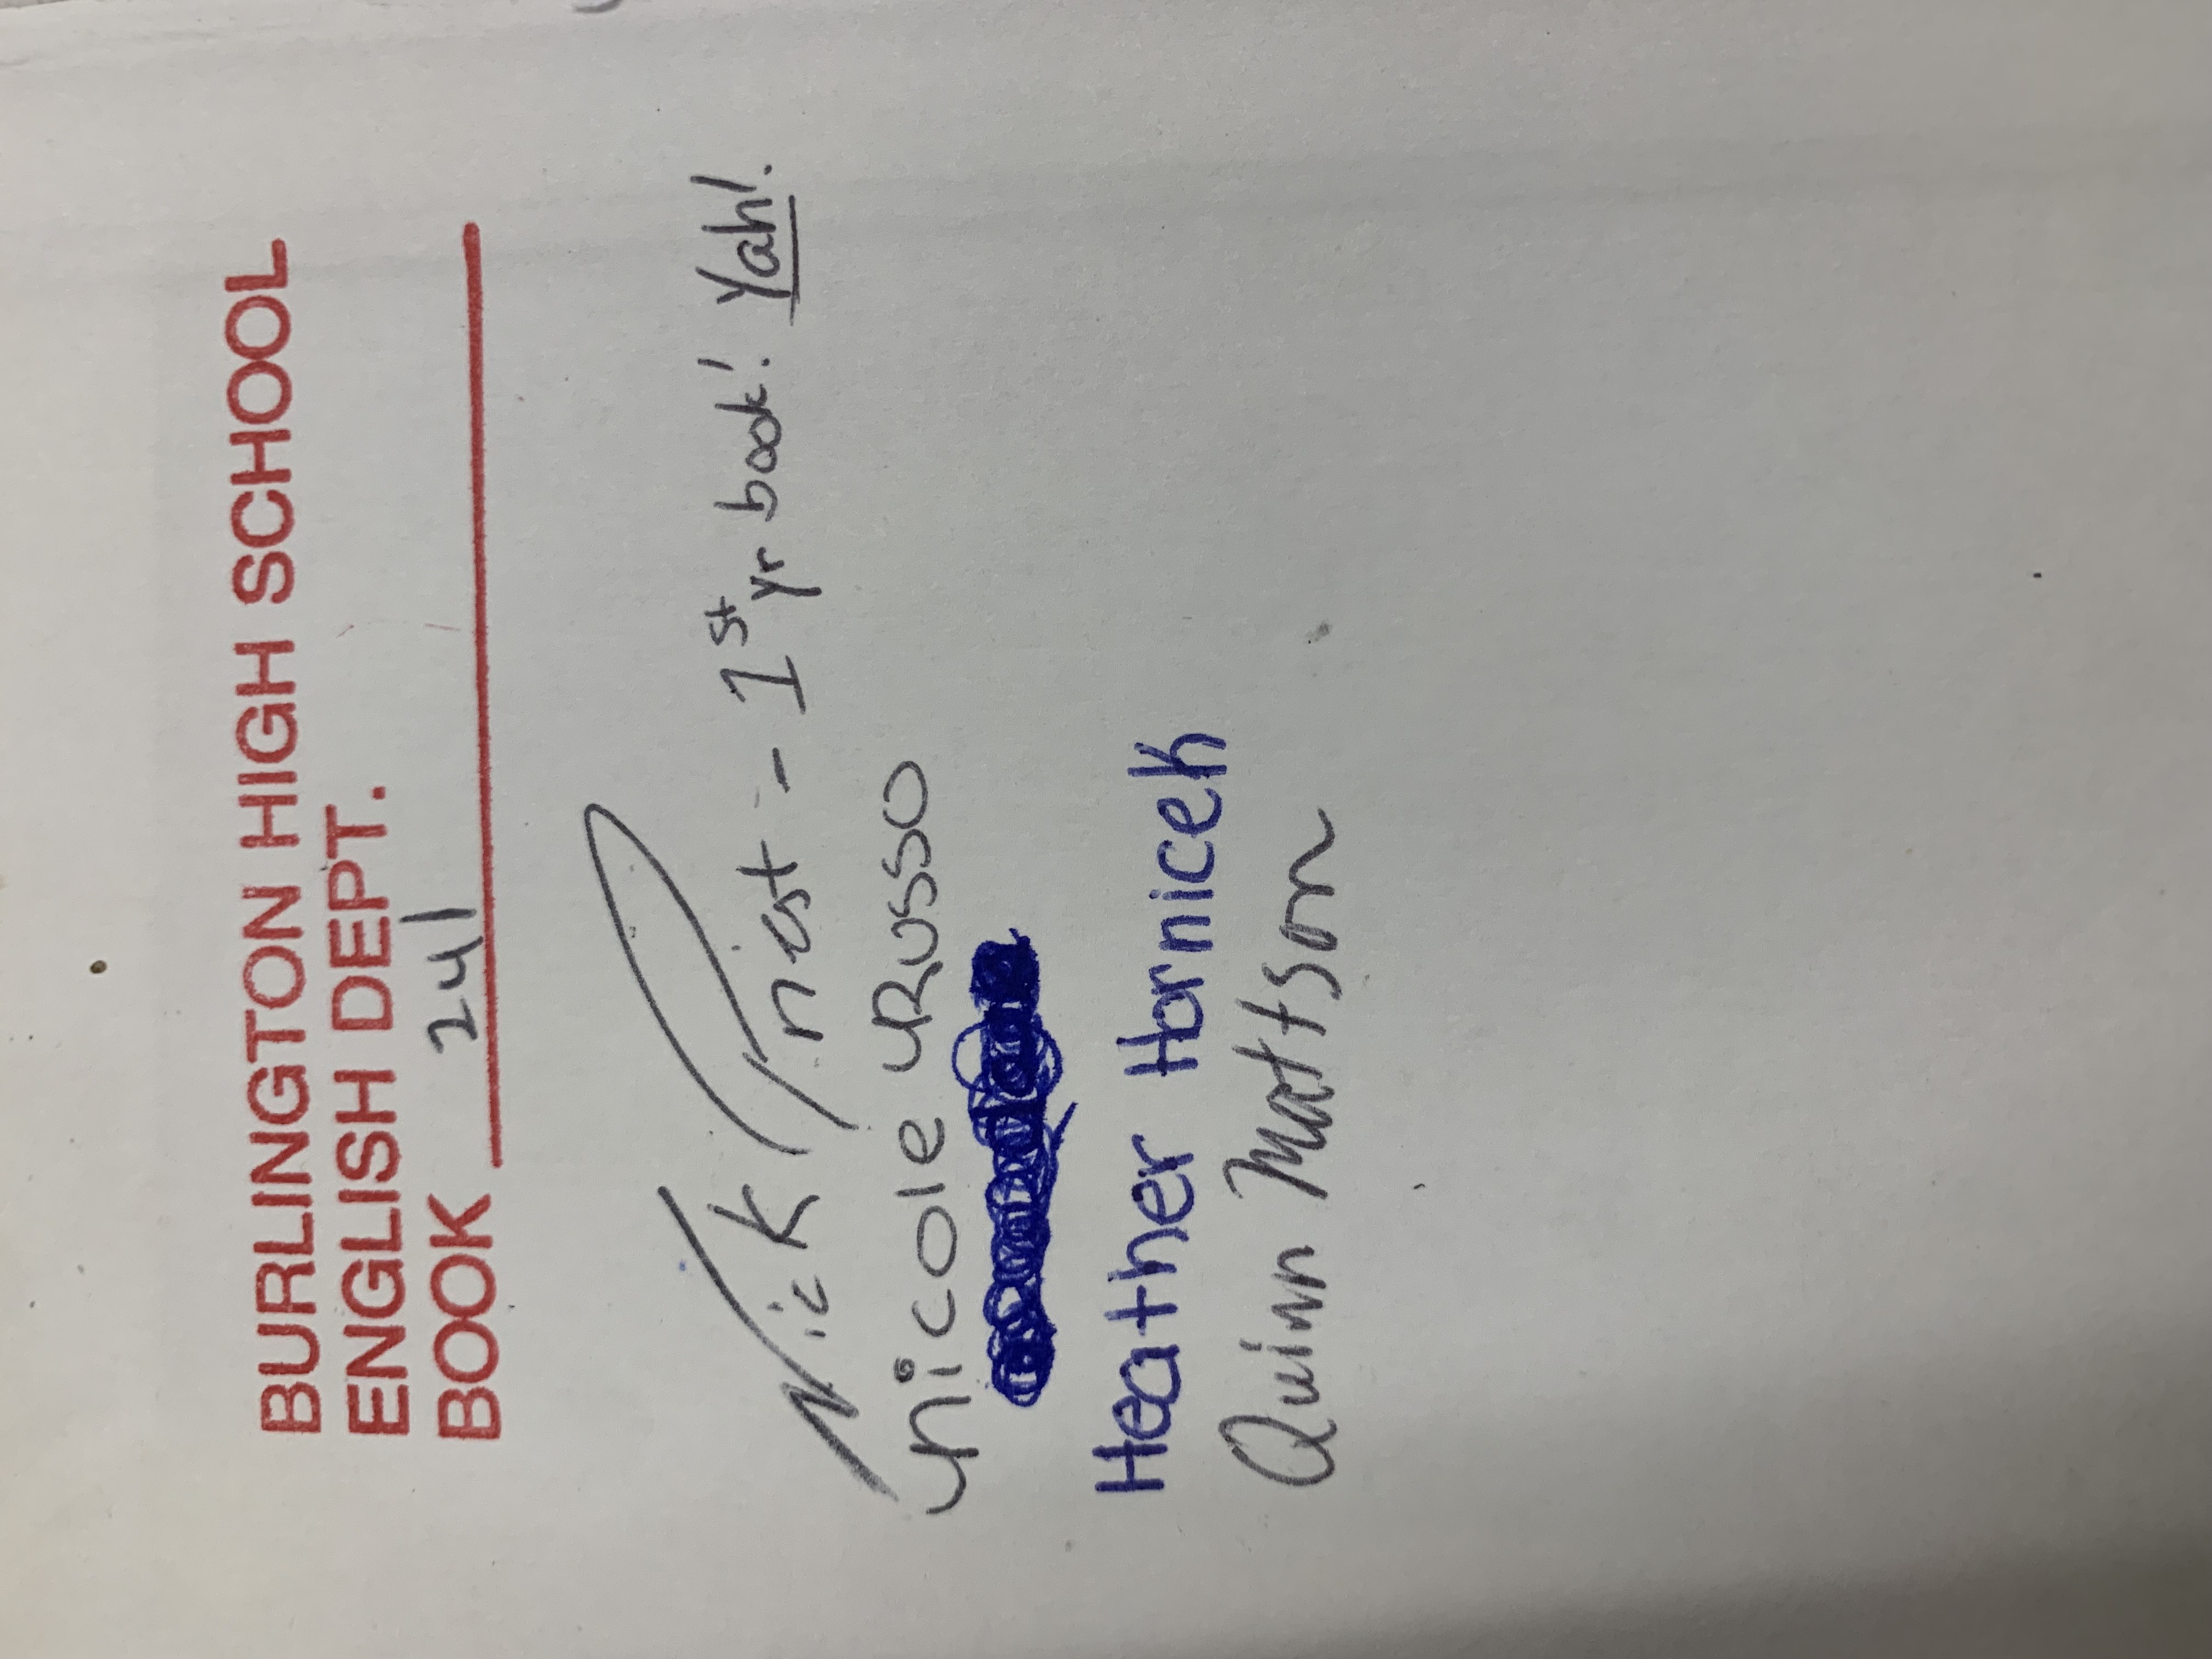 BURLINGTON HIGH SCHOOL
ENGLISH DEPT.
BOOK 241
Nick Priest - 1st yr book! Yah!
Nicole Russo
Heather Hornicek
Quinn Mattson